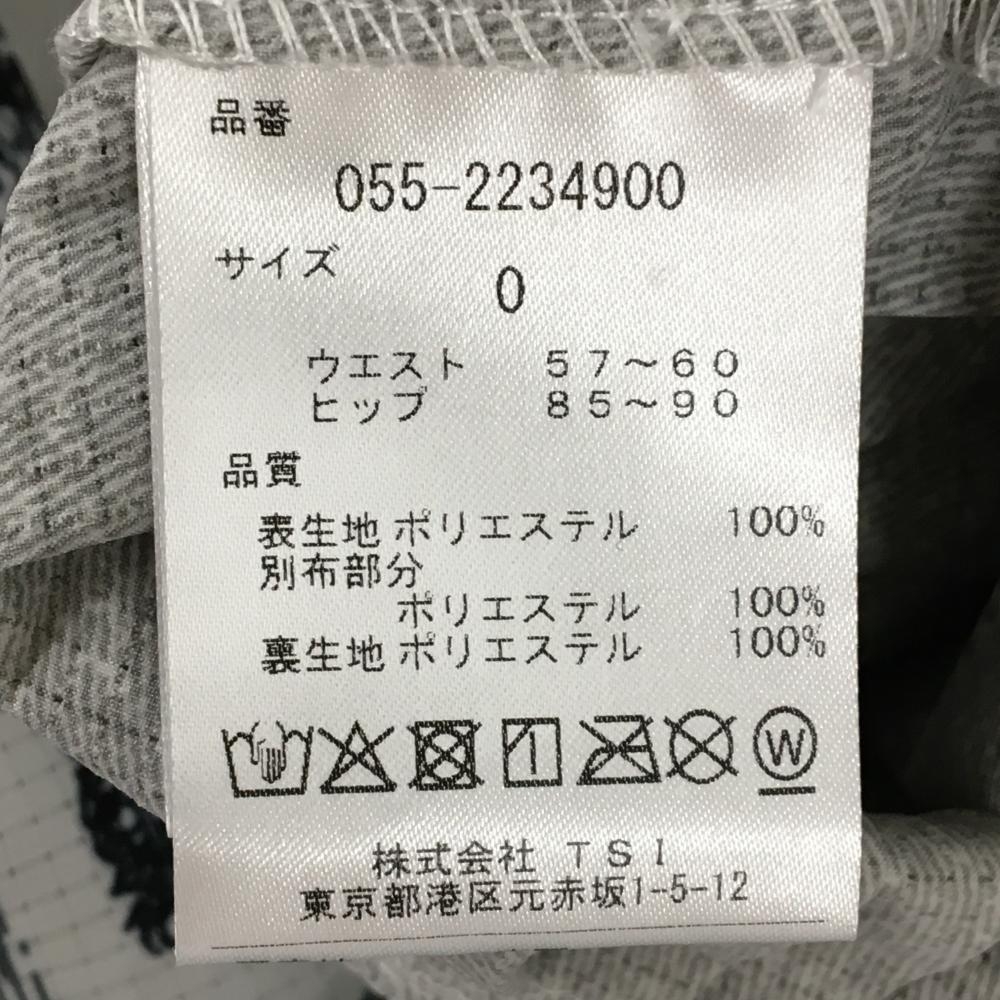 品番
055-2234900
サイズ
0
ウエスト 57〜60
ヒップ 85〜90
品質
表生地 ポリエステル 100%
別布部分
ポリエステル 100%
裏生地 ポリエステル 100%
W
株式会社 TSI
東京都港区元赤坂1-5-12